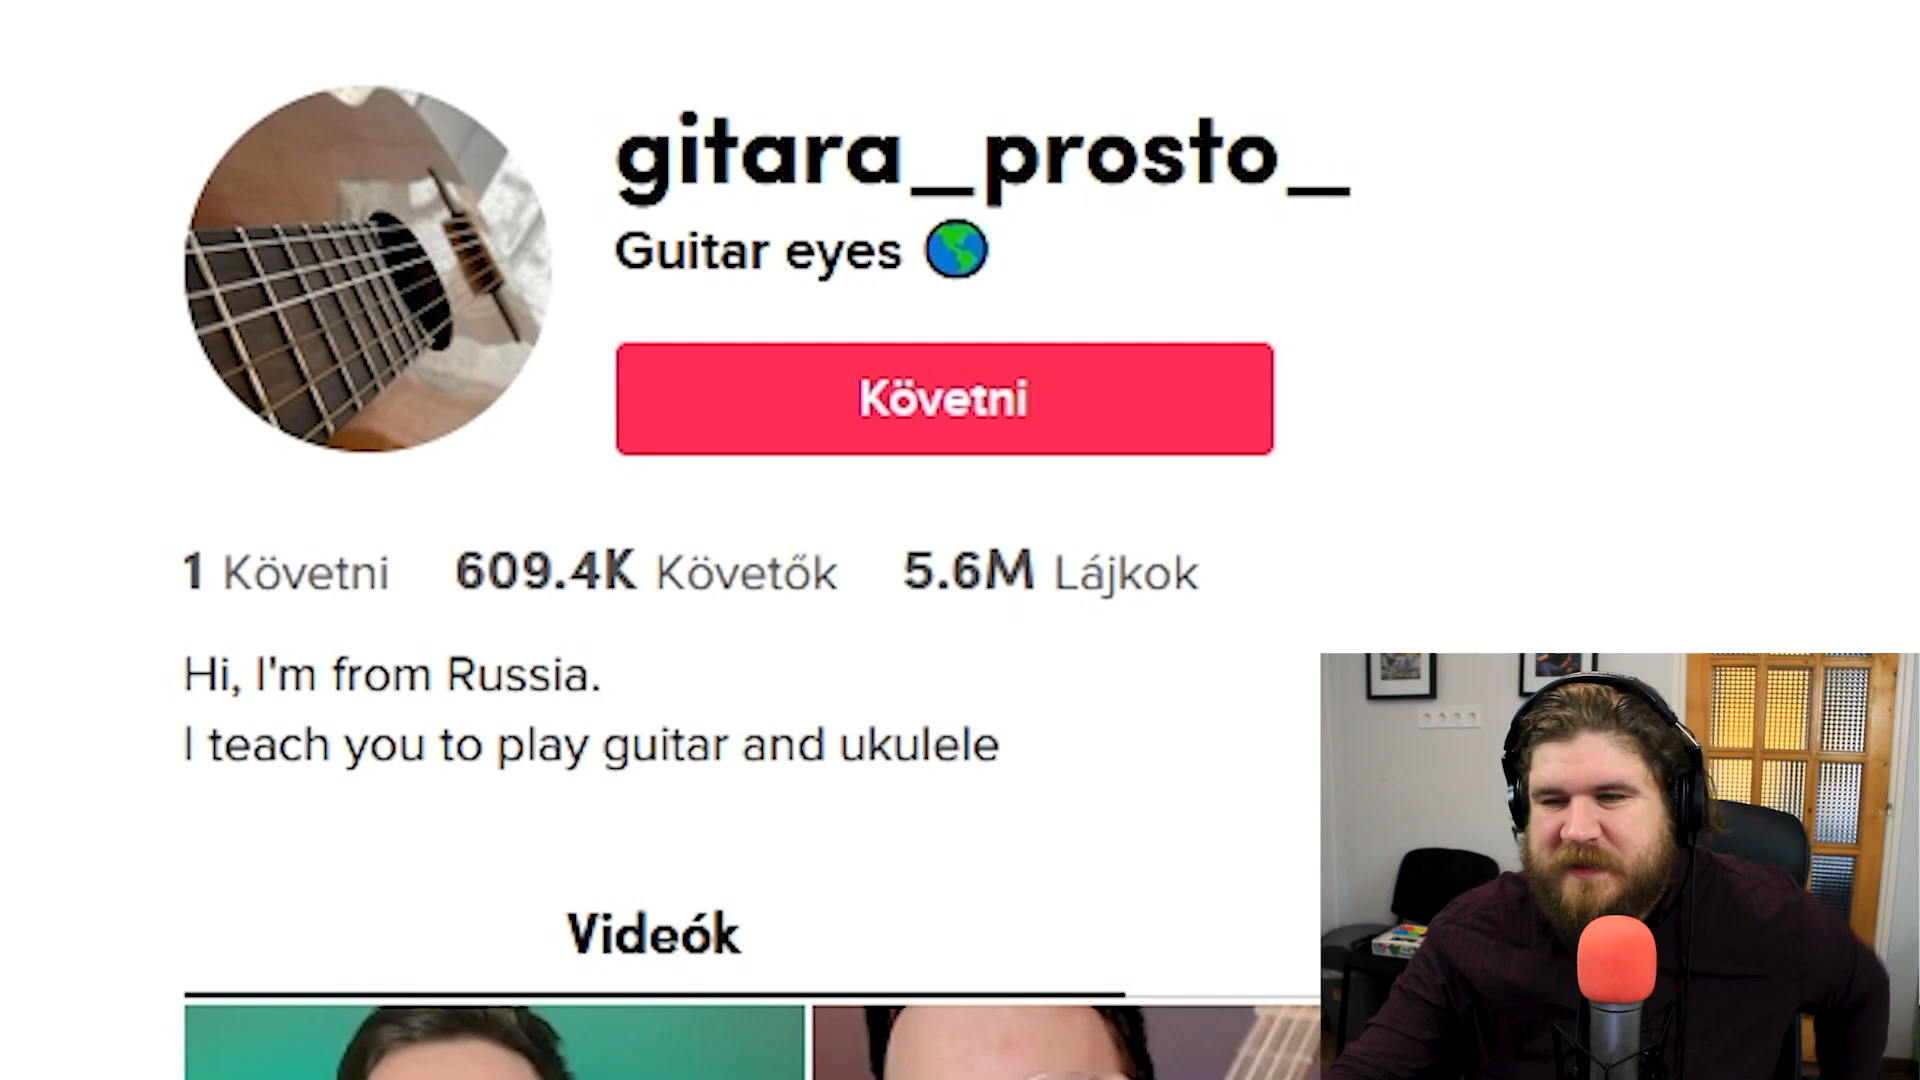 gitara_prosto_
Guitar eyes
Követni
1 Követni 609.4K Követők 5.6M Lájkok
Hi, I'm from Russia.
I teach you to play guitar and ukulele
Videók